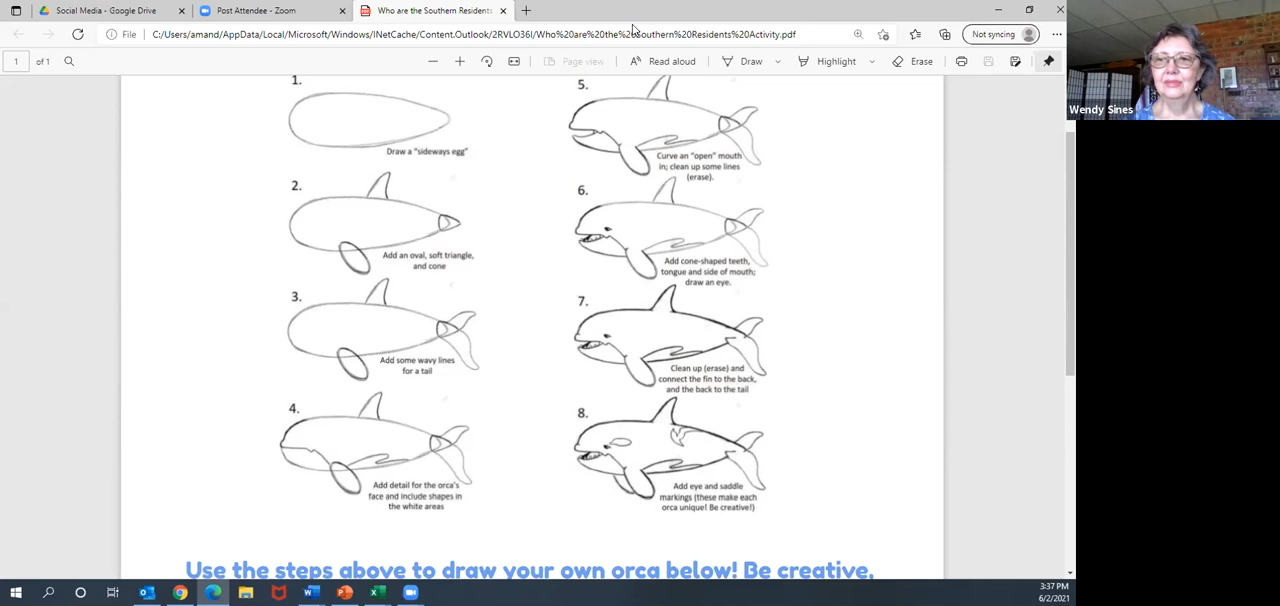 Social Media - Google Drive
Post Attendee - Zoom
Who are the Southern Residents
File
C:/Users/amand/AppData/Local/Microsoft/Windows/INetCache/Content.Outlook/2RVLO36I/Who%20are%20the%20Southern%20Residents%20Activity.pdf
Not syncing
1 of 1
Page view
Read aloud
Draw
Highlight
Erase
Wendy Sines
1.
Draw a "sideways egg"
2.
Add an oval, soft triangle,
and cone
3.
Add some wavy lines
for a tail
4.
Add detail for the orca's
face and include shapes in
the white areas
5.
Curve an "open" mouth
in; clean up some lines
(erase).
6.
Add cone-shaped teeth,
tongue and side of mouth;
draw an eye.
7.
Clean up (erase) and
connect the fin to the back,
and the back to the tail
8.
Add eye and saddle
markings (these make each
orca unique! Be creative!)
Use the steps above to draw your own orca below! Be creative,
3:37 PM
6/2/2021